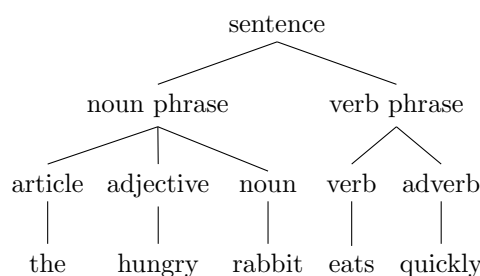 sentence
noun phrase verb phrase
article adjective noun verb adverb
the hungry rabbit eats quickly